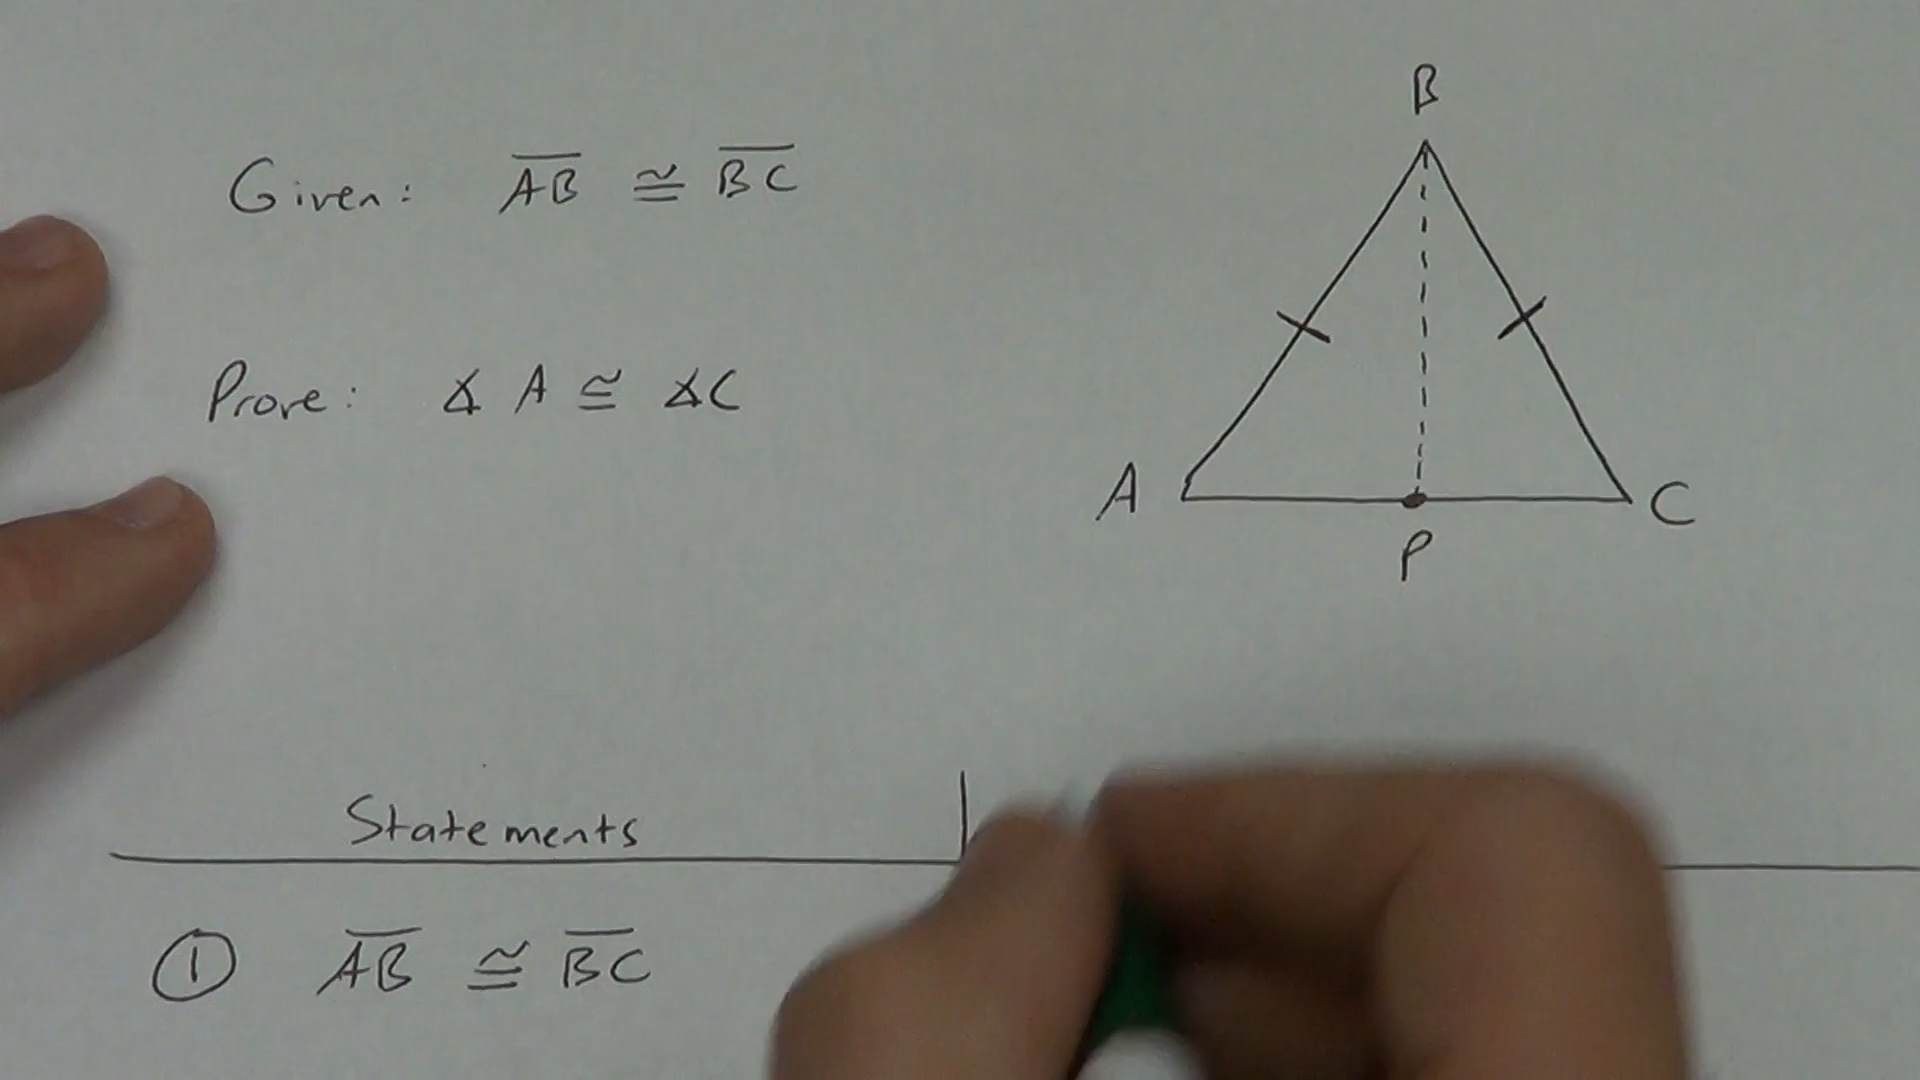 Given: AB ≅ BC
Prove: ∡ A ≅ ∡C
B
A
C
P
Statements
① AB ≅ BC